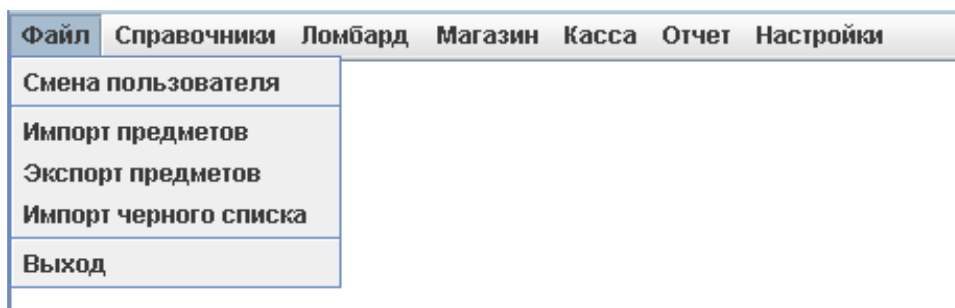 Файл Справочники Ломбард Магазин Касса Отчет Настройки
Смена пользователя
Импорт предметов
Экспорт предметов
Импорт черного списка
Выход